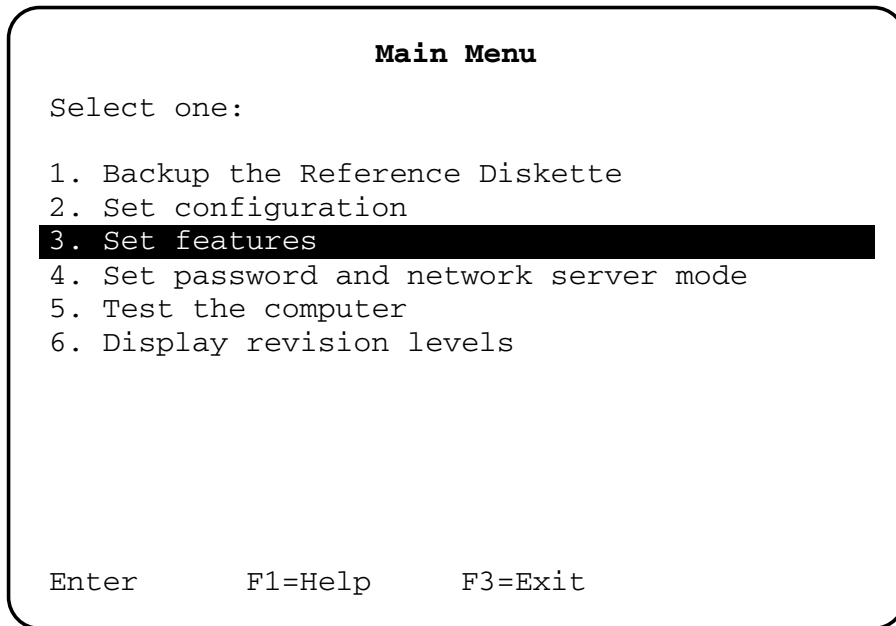 Main Menu
Select one:
1. Backup the Reference Diskette
2. Set configuration
3. Set features
4. Set password and network server mode
5. Test the computer
6. Display revision levels
Enter F1=Help F3=Exit